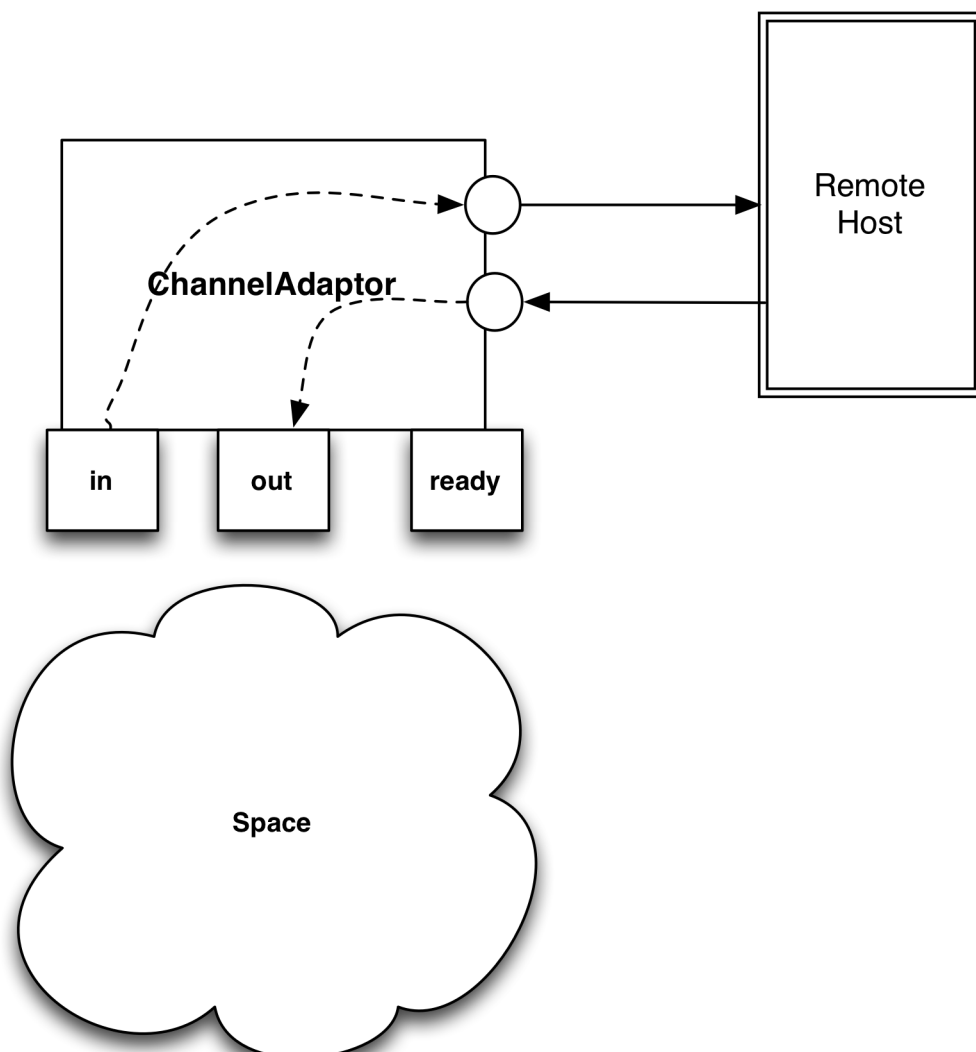 Remote
Host
ChannelAdaptor
in
out
ready
Space